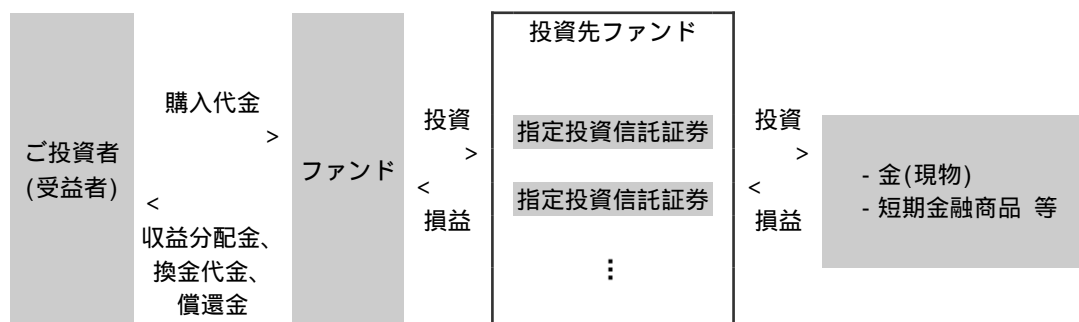 ご投資者
(受益者)
購入代金
>
<
収益分配金、
換金代金、
償還金
ファンド
投資
>
<
損益
投資先ファンド
指定投資信託証券
指定投資信託証券
⋮
投資
>
<
損益
- 金(現物)
- 短期金融商品 等